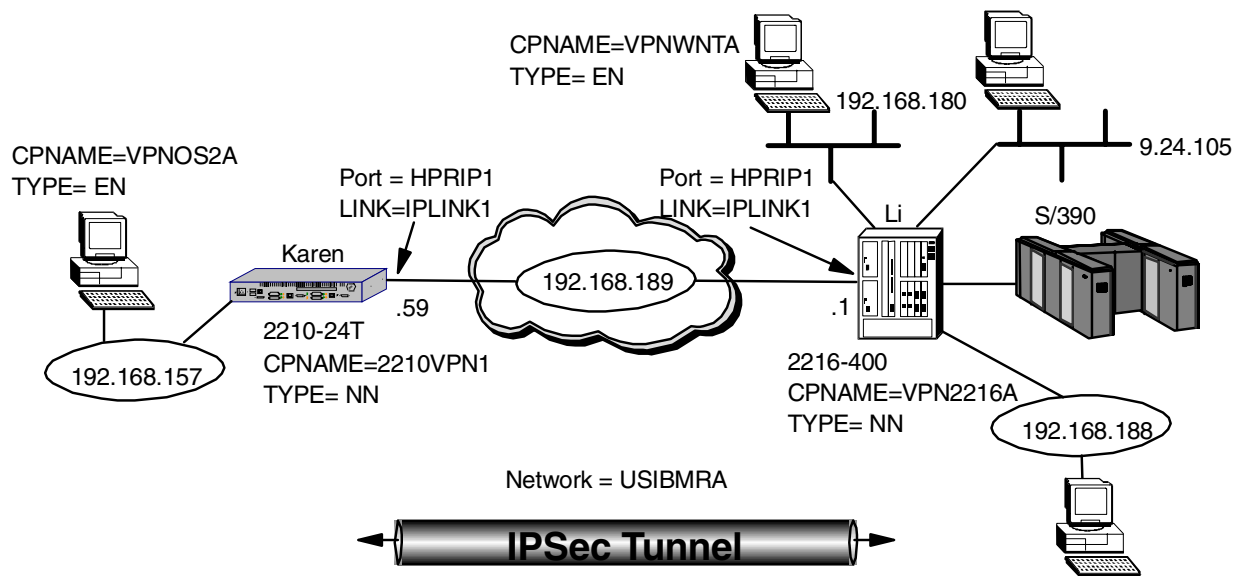 CPNAME=VPNWNTA
TYPE= EN
192.168.180
9.24.105
CPNAME=VPNOS2A
TYPE= EN
Port = HPRIP1
LINK=IPLINK1
Port = HPRIP1
LINK=IPLINK1
Li
S/390
Karen
192.168.189
.59
.1
2210-24T
CPNAME=2210VPN1
TYPE= NN
192.168.157
2216-400
CPNAME=VPN2216A
TYPE= NN
192.168.188
Network = USIBMRA
IPSec Tunnel